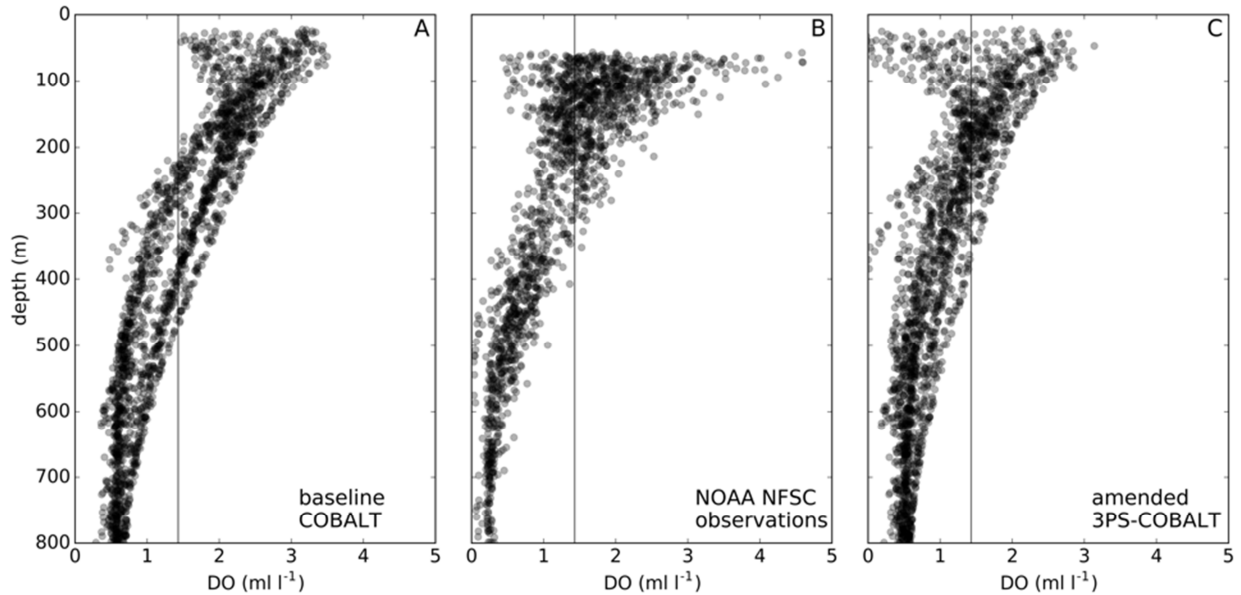 A
B
C
0
100
200
300
400
500
600
700
800
depth (m)
baseline
COBALT
NOAA NFSC
observations
amended
3PS-COBALT
0 1 2 3 4 5
0 1 2 3 4 5
0 1 2 3 4 5
DO (ml l⁻¹)
DO (ml l⁻¹)
DO (ml l⁻¹)